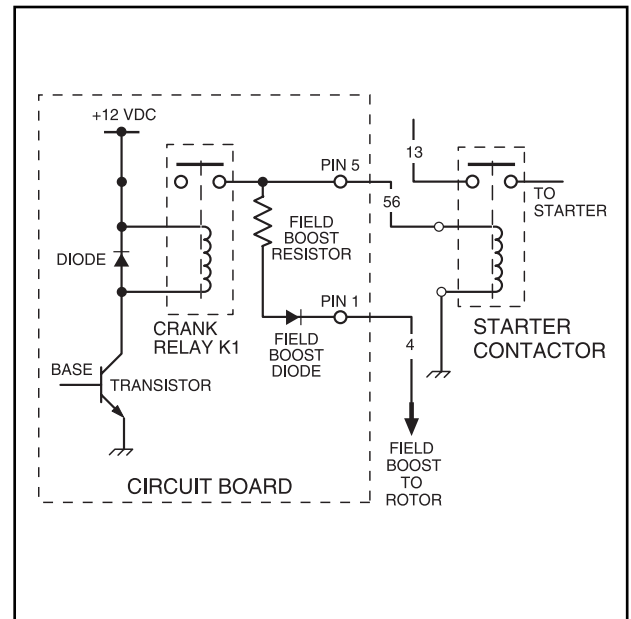 +12 VDC
13
PIN 5
56
TO
STARTER
DIODE
FIELD
BOOST
RESISTOR
CRANK
RELAY K1
PIN 1
FIELD
BOOST
DIODE
4
STARTER
CONTACTOR
BASE
TRANSISTOR
FIELD
BOOST
TO
ROTOR
CIRCUIT BOARD